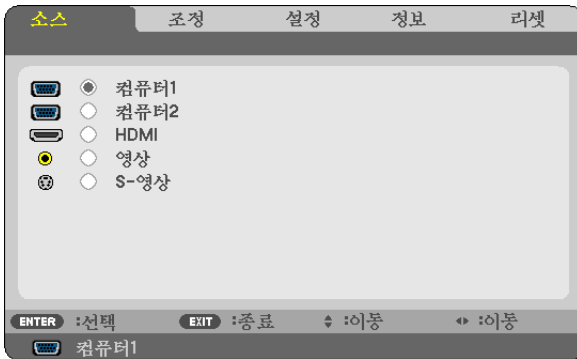 소스 조정 설정 정보 리셋
컴퓨터1
컴퓨터2
HDMI
영상
S-영상
ENTER :선택 EXIT :종료 :이동 :이동
컴퓨터1